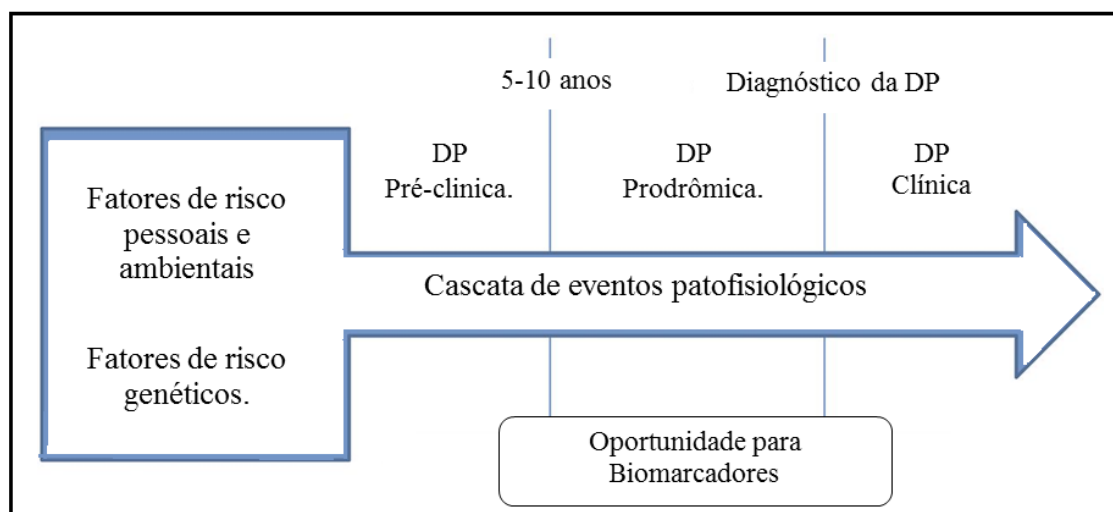 5-10 anos
Diagnóstico da DP
DP
Pré-clinica.
DP
Prodrômica.
DP
Clínica
Fatores de risco
pessoais e
ambientais
Cascata de eventos patofisiológicos
Fatores de risco
genéticos.
Oportunidade para
Biomarcadores